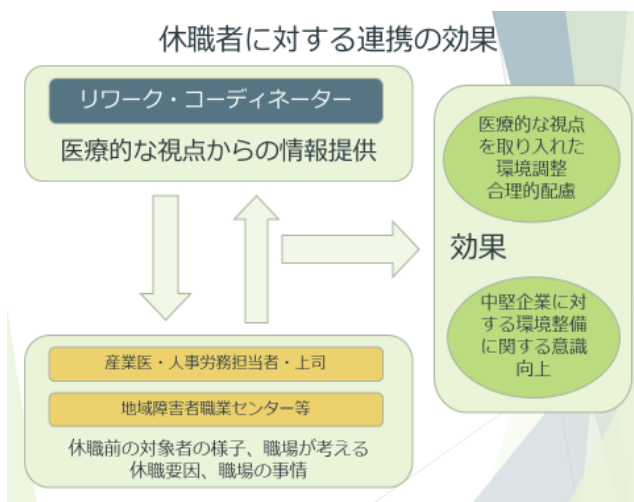 休職者に対する連携の効果
リワーク・コーディネーター
医療的な視点からの情報提供
産業医・人事労務担当者・上司
地域障害者職業センター等
休職前の対象者の様子、職場が考える
休職要因、職場の事情
医療的な視点
を取り入れた
環境調整
合理的配慮
効果
中堅企業に対
する環境整備
に関する意識
向上